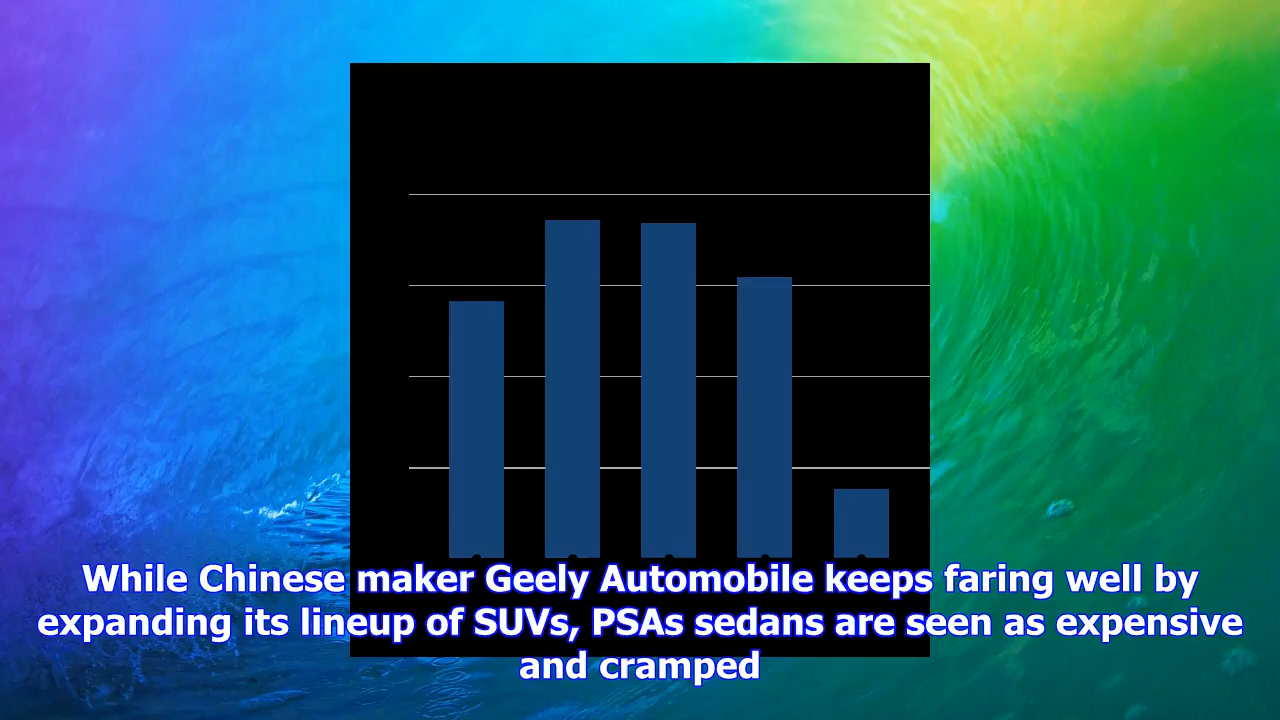 While Chinese maker Geely Automobile keeps faring well by
expanding its lineup of SUVs, PSAs sedans are seen as expensive
and cramped